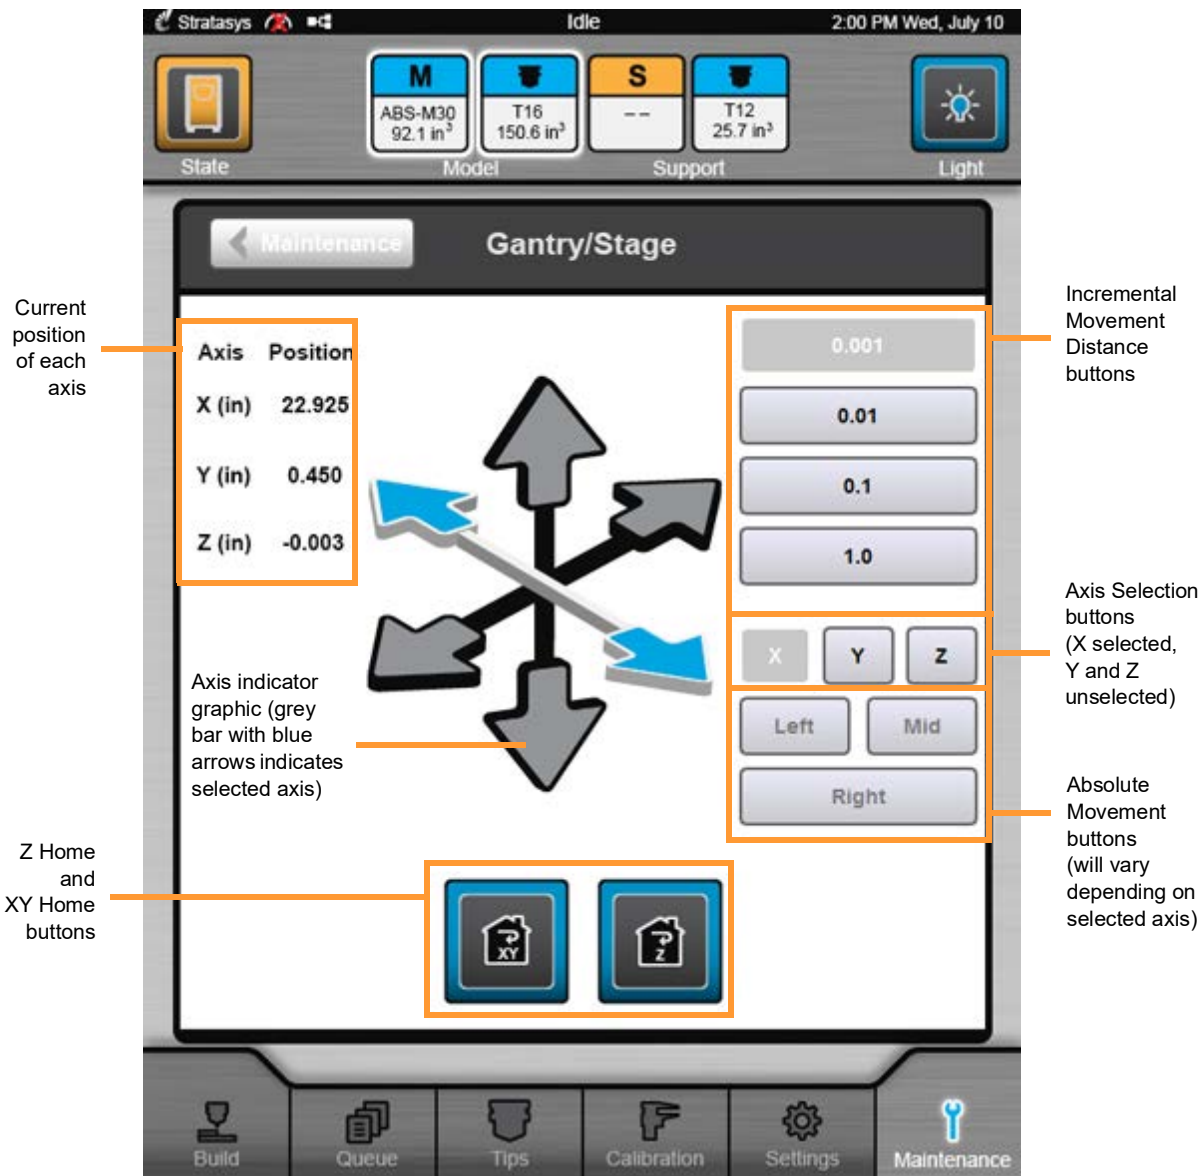 Stratasys
Idle
2:00 PM Wed, July 10
M
ABS-M30
92.1 in³
T16
150.6 in³
S
--
T12
25.7 in³
State
Model
Support
Light
Maintenance
Gantry/Stage
Current
position
of each
axis
Axis Position
X (in) 22.925
Y (in) 0.450
Z (in) -0.003
0.001
0.01
0.1
1.0
Incremental
Movement
Distance
buttons
X Y Z
Axis Selection
buttons
(X selected,
Y and Z
unselected)
Axis indicator
graphic (grey
bar with blue
arrows indicates
selected axis)
Left Mid
Right
Absolute
Movement
buttons
(will vary
depending on
selected axis)
Z Home
and
XY Home
buttons
XY
Z
Build
Queue
Tips
Calibration
Settings
Maintenance